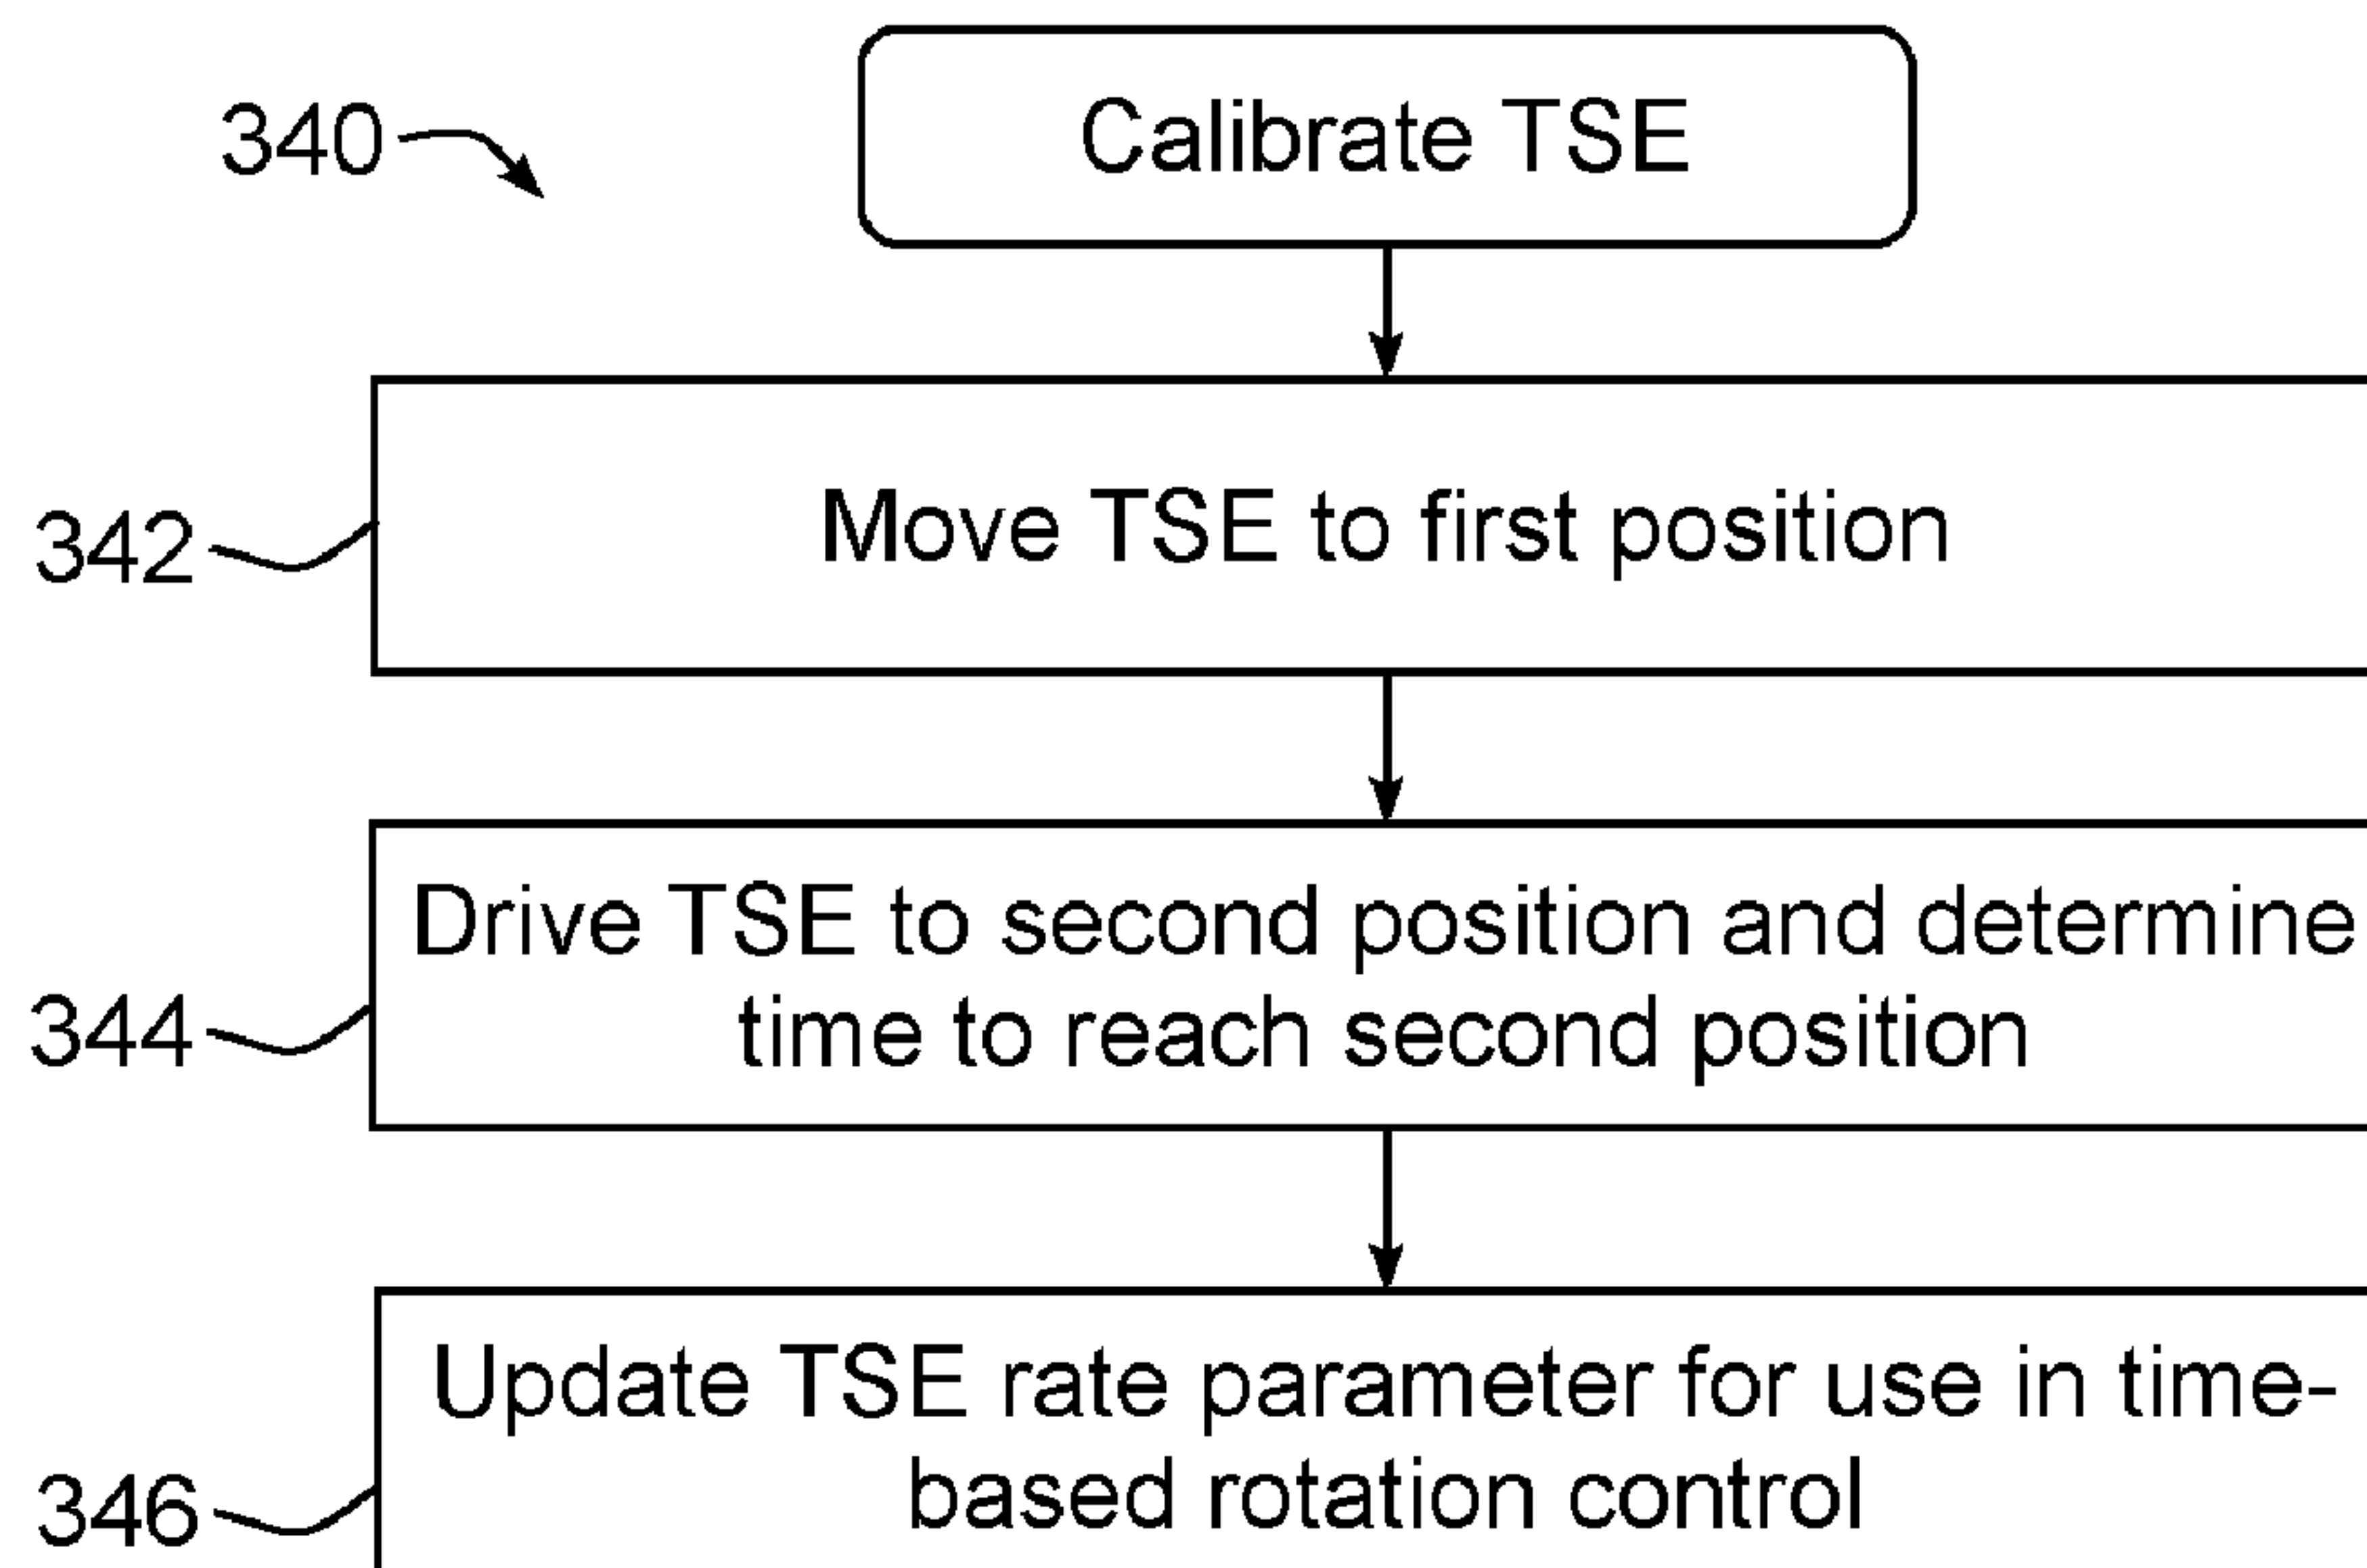 340
Calibrate TSE
342
Move TSE to first position
Drive TSE to second position and determine
344
time to reach second position
Update TSE rate parameter for use in time-
346
based rotation control